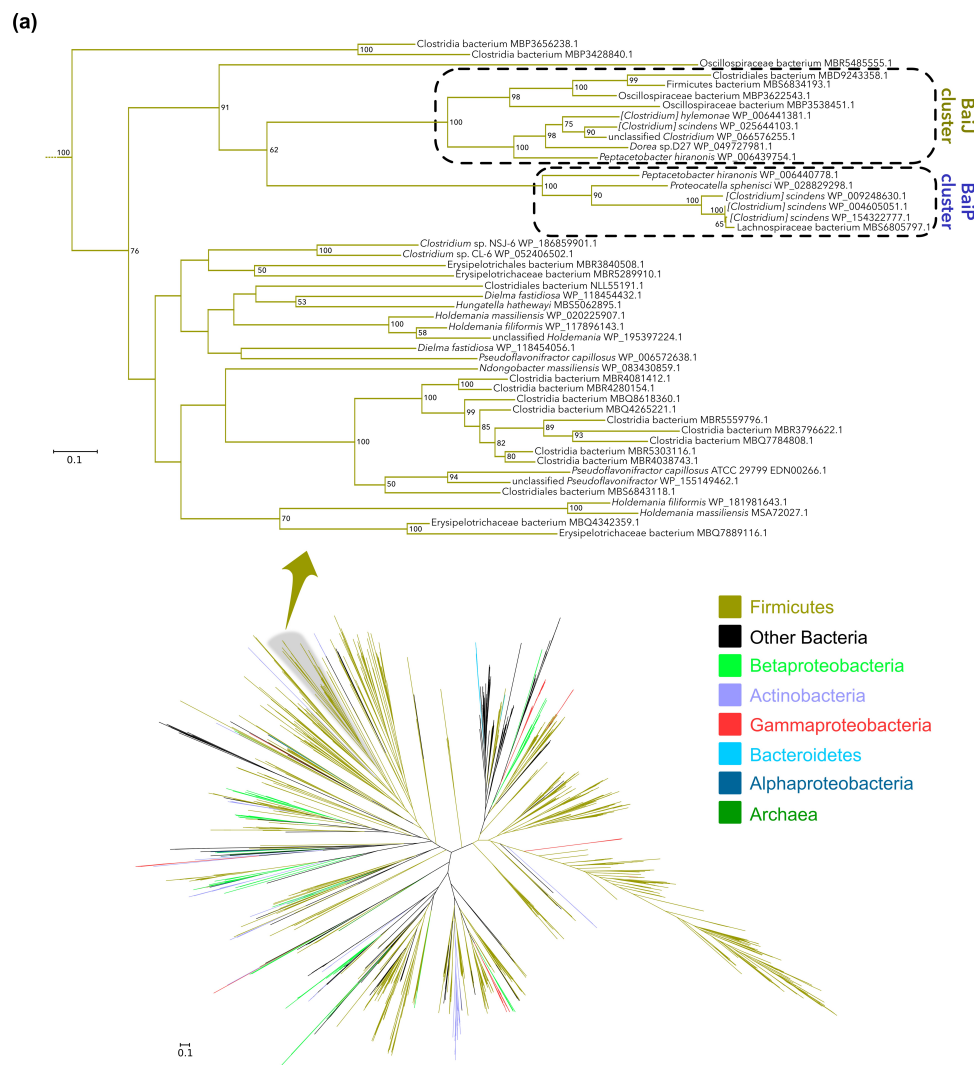 (a)
Clostridia bacterium MBP3656238.1
100
Clostridia bacterium MBP3428840.1
Oscillospiraceae bacterium MBR5485555.1
Clostridiales bacterium MBD9243358.1
99
Firmicutes bacterium MBS6834193.1
100
Oscillospiraceae bacterium MBP3622543.1
98
Oscillospiraceae bacterium MBP3538451.1
91
[Clostridium] hylemonae WP_006441381.1
100
75
[Clostridium] scindens WP_025644103.1
90
98
unclassified Clostridium WP_066576255.1
Dorea sp.D27 WP_049727981.1
100
62
Peptacetobacter hiranonis WP_006439754.1
BaiJ
cluster
100
Peptacetobacter hiranonis WP_006440778.1
100
Proteocatella sphenisci WP_028829298.1
90
[Clostridium] scindens WP_009248630.1
100
[Clostridium] scindens WP_004605051.1
100
[Clostridium] scindens WP_154322777.1
65
Lachnospiraceae bacterium MBS6805797.1
BaiP
cluster
76
Clostridium sp. NSJ-6 WP_186859901.1
100
Clostridium sp. CL-6 WP_052406502.1
Erysipelotrichales bacterium MBR3840508.1
50
Erysipelotrichaceae bacterium MBR5289910.1
Clostridiales bacterium NLL55191.1
Dielma fastidiosa WP_118454432.1
53
Hungatella hathewayi MBS5062895.1
Holdemania massiliensis WP_020225907.1
100
Holdemania filiformis WP_117896143.1
58
unclassified Holdemania WP_195397224.1
Dielma fastidiosa WP_118454056.1
Pseudoflavonifractor capillosus WP_006572638.1
Ndongobacter massiliensis WP_083430859.1
Clostridia bacterium MBR4081412.1
100
Clostridia bacterium MBR4280154.1
100
Clostridia bacterium MBQ8618360.1
99
Clostridia bacterium MBQ4265221.1
85
Clostridia bacterium MBR5559796.1
89
Clostridia bacterium MBR3796622.1
93
Clostridia bacterium MBQ7784808.1
82
Clostridia bacterium MBR5303116.1
80
Clostridia bacterium MBR4038743.1
100
Pseudoflavonifractor capillosus ATCC 29799 EDN00266.1
94
unclassified Pseudoflavonifractor WP_155149462.1
50
Clostridiales bacterium MBS6843118.1
Holdemania filiformis WP_181981643.1
100
Holdemania massiliensis MSA72027.1
70
Erysipelotrichaceae bacterium MBQ4342359.1
100
Erysipelotrichaceae bacterium MBQ7889116.1
0.1
Firmicutes
Other Bacteria
Betaproteobacteria
Actinobacteria
Gammaproteobacteria
Bacteroidetes
Alphaproteobacteria
Archaea
0.1